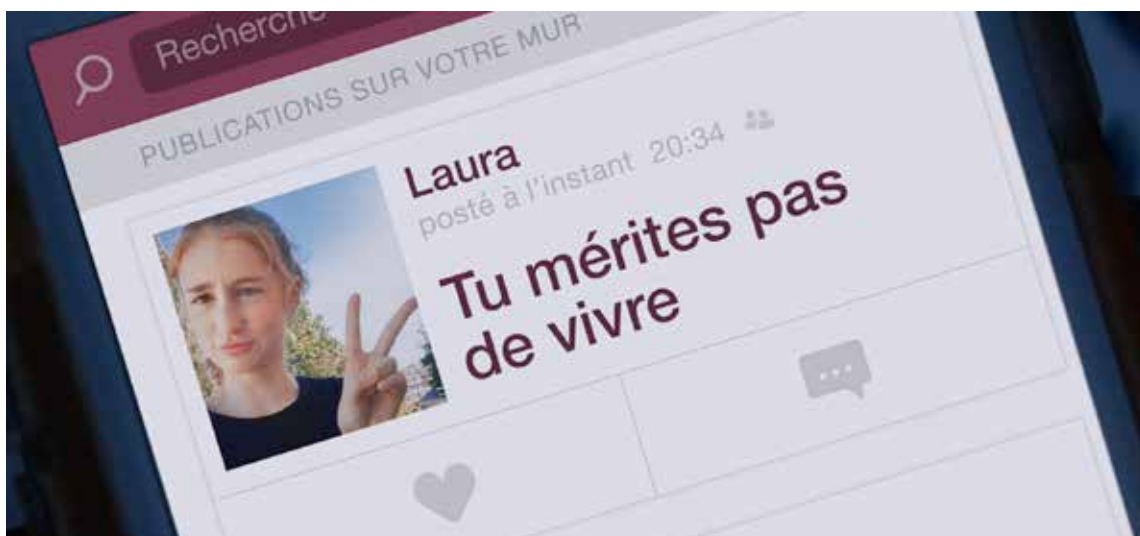 Recherche
PUBLICATIONS SUR VOTRE MUR
Laura
posté à l'instant 20:34
Tu mérites pas
de vivre